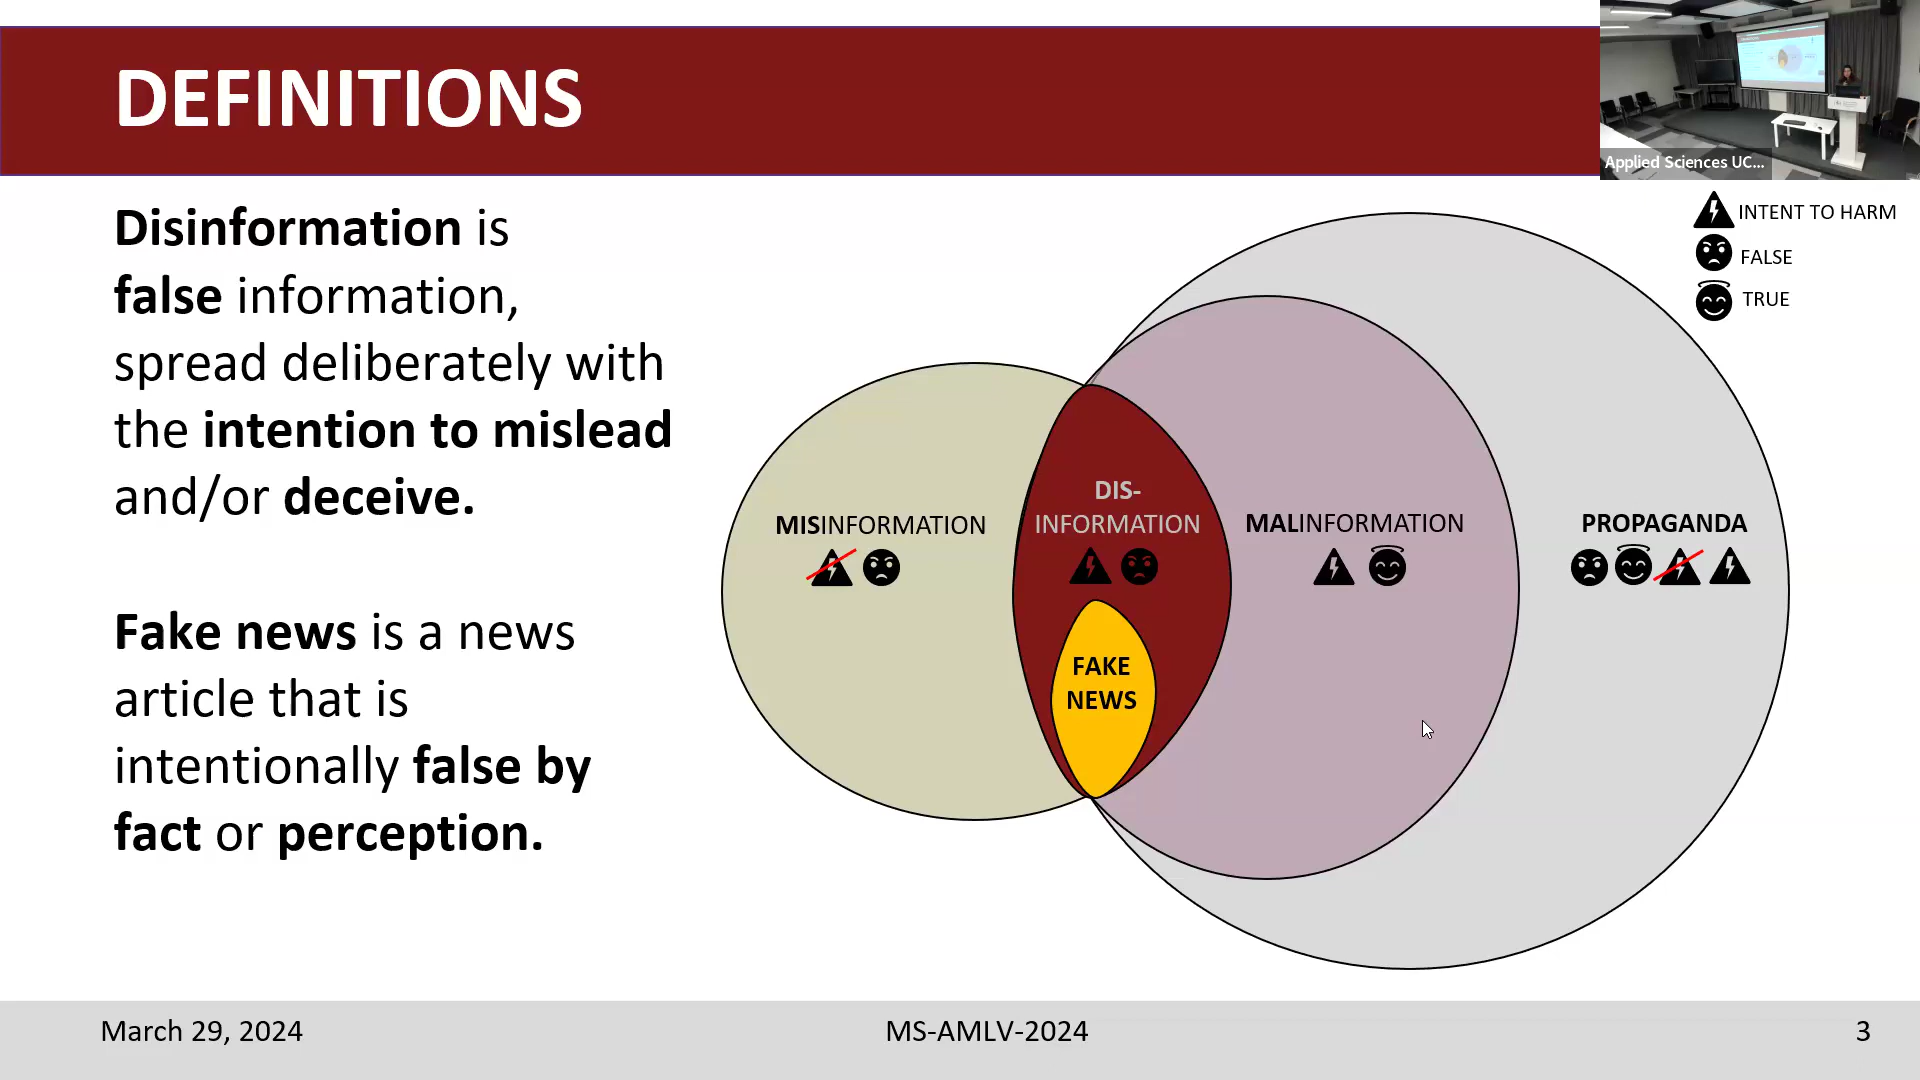 DEFINITIONS
Applied Sciences UC...
Disinformation is
false information,
spread deliberately with
the intention to mislead
and/or deceive.
Fake news is a news
article that is
intentionally false by
fact or perception.
INTENT TO HARM
FALSE
TRUE
MISINFORMATION
DIS-
INFORMATION
MALINFORMATION
PROPAGANDA
FAKE
NEWS
March 29, 2024
MS-AMLV-2024
3